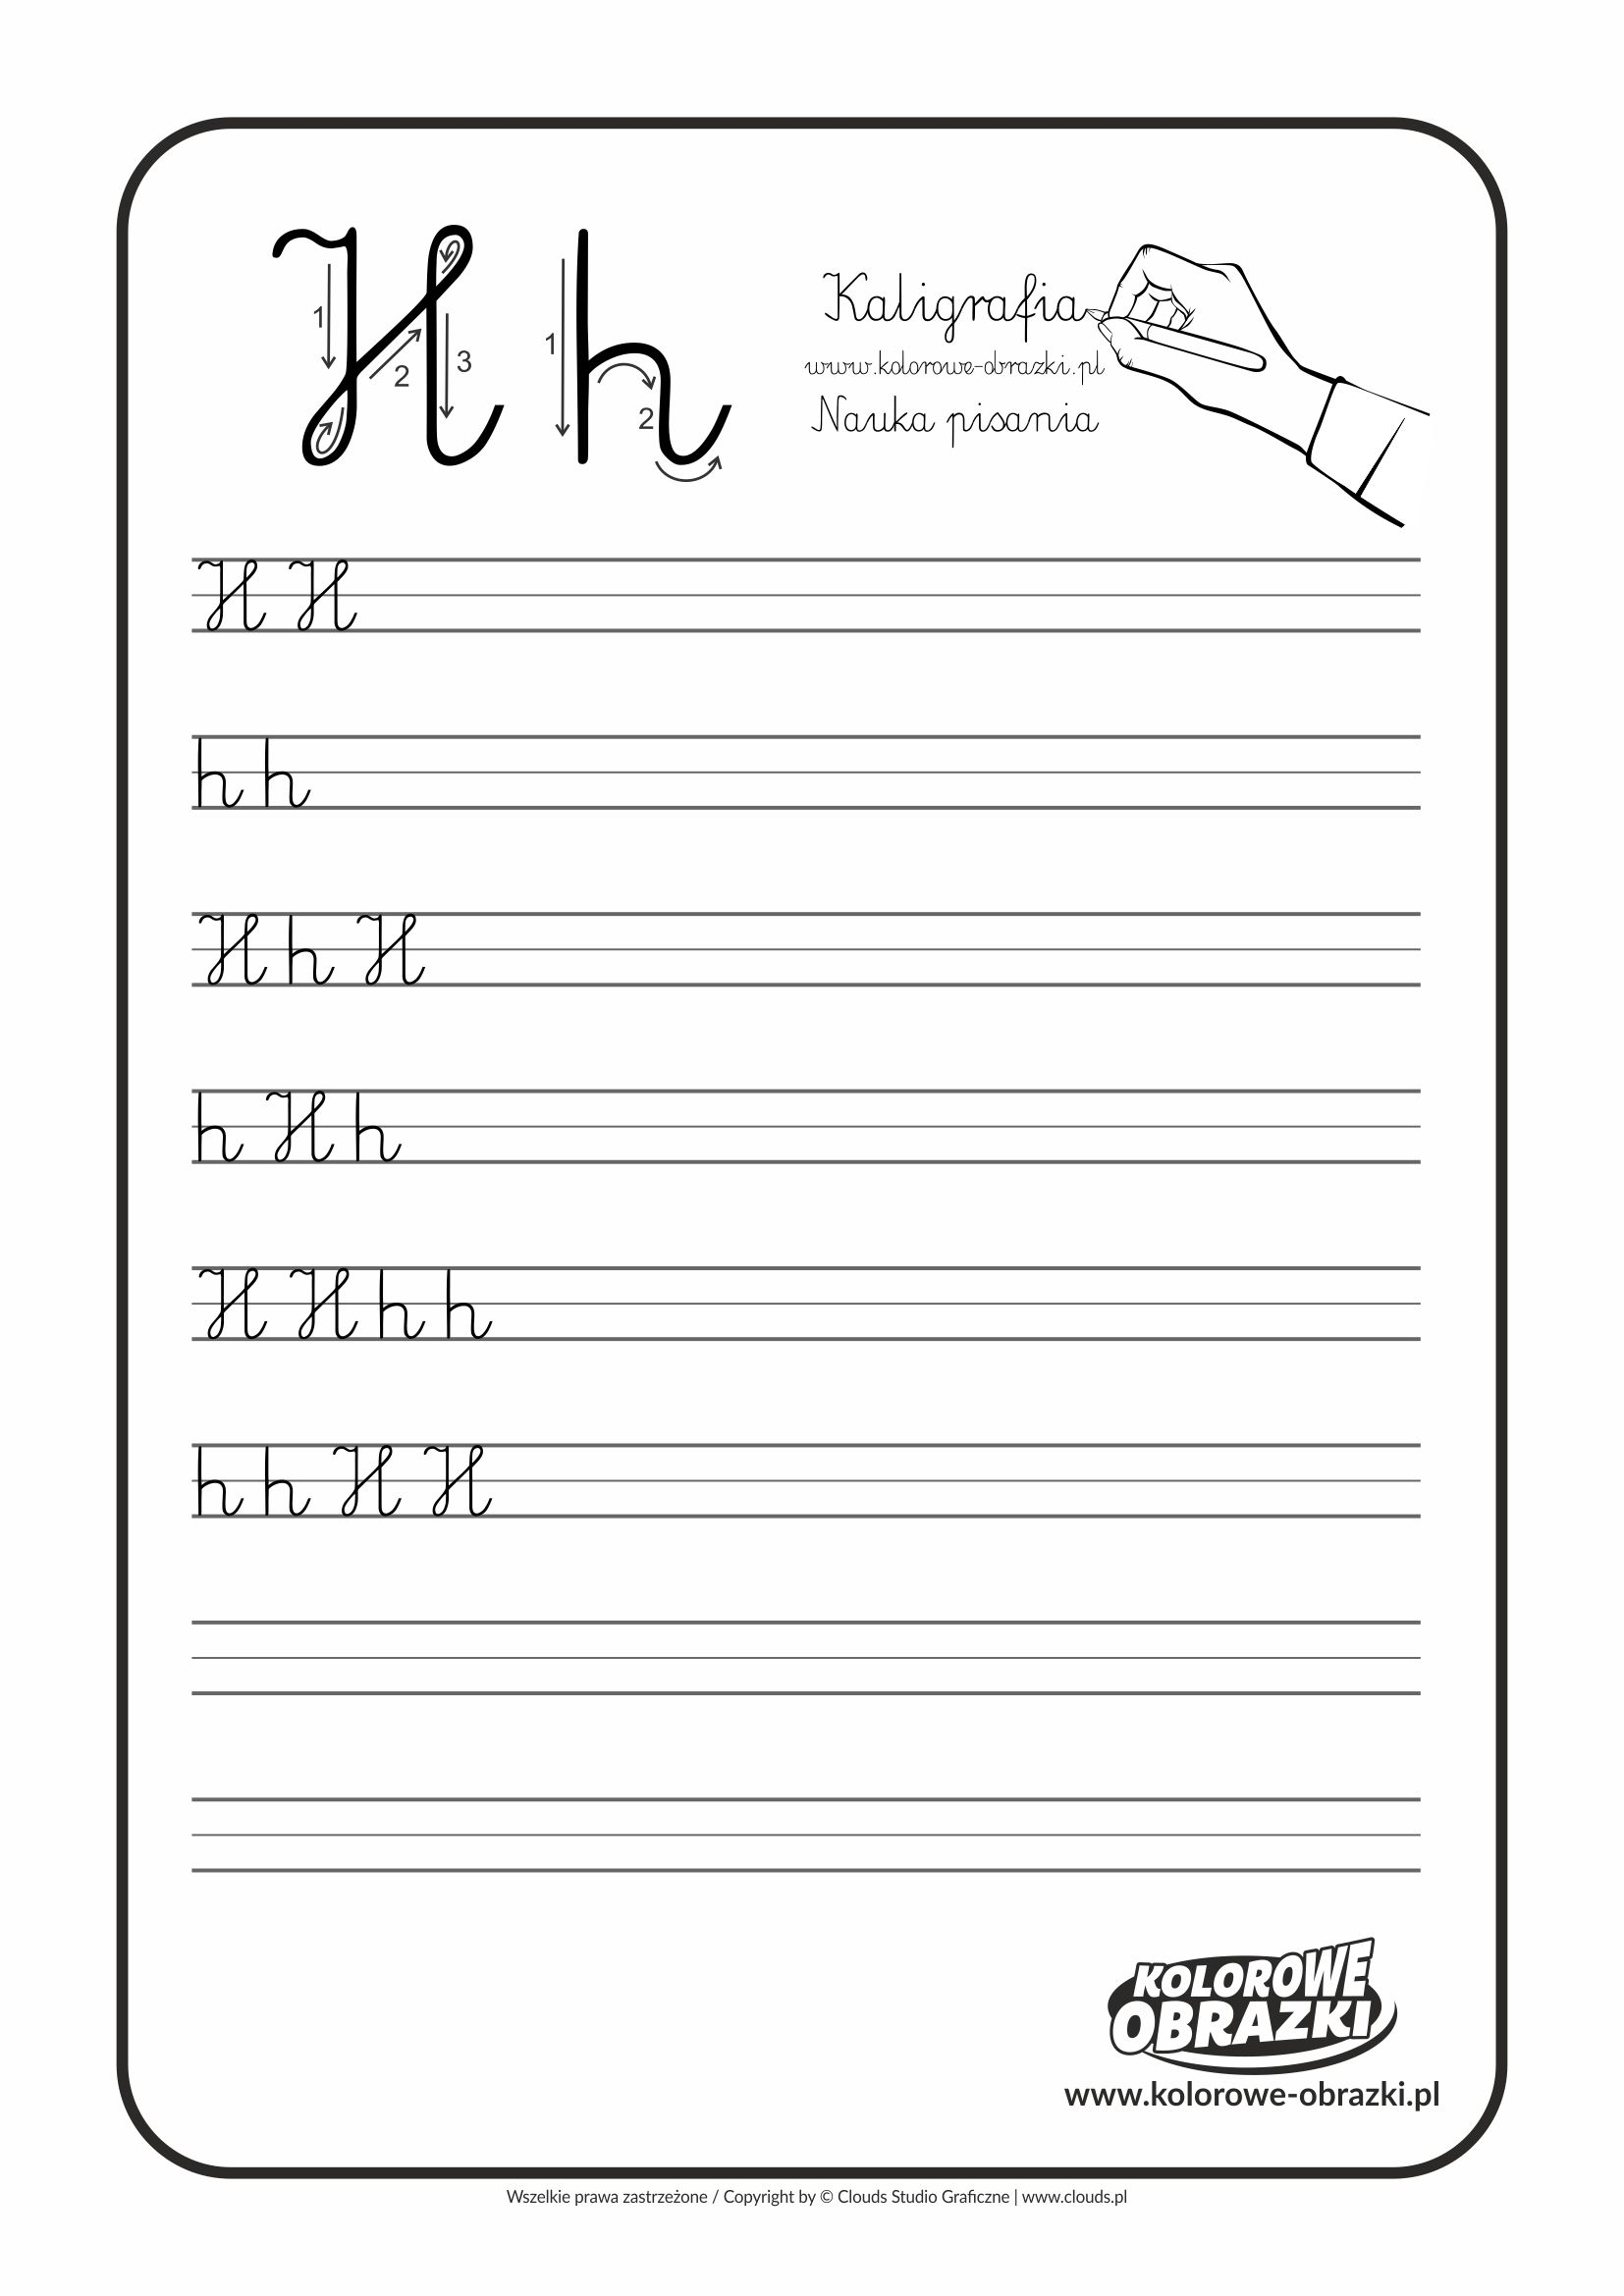 H h
1 2 3 1 2
Kaligrafia
www.kolorowe-obrazki.pl
Nauka pisania
H H
h h
H h H
h H h
H H h h
h h H H
KOLOROWE
OBRAZKI
www.kolorowe-obrazki.pl
Wszelkie prawa zastrzeżone / Copyright by © Clouds Studio Graficzne | www.clouds.pl